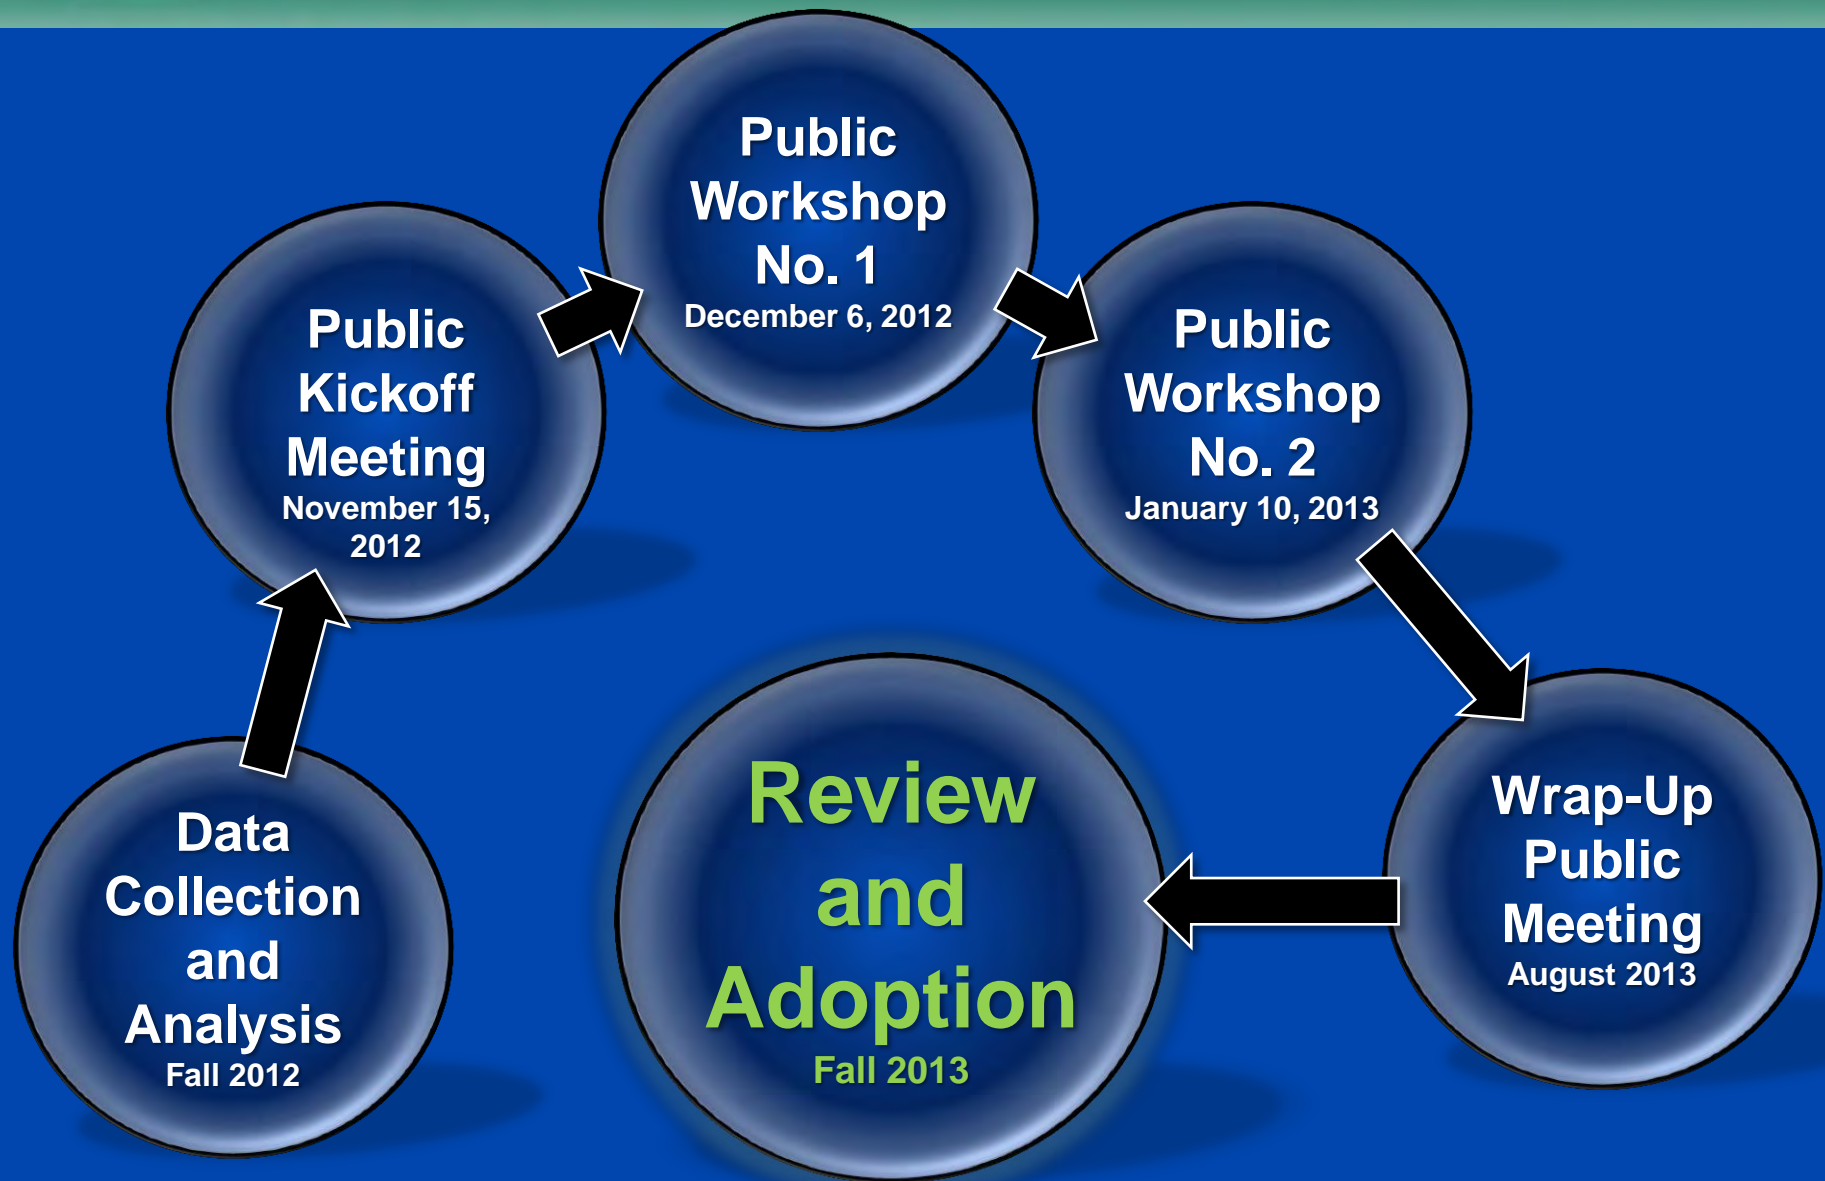 Data
Collection
and
Analysis
Fall 2012
Public
Kickoff
Meeting
November 15,
2012
Public
Workshop
No. 1
December 6, 2012
Public
Workshop
No. 2
January 10, 2013
Wrap-Up
Public
Meeting
August 2013
Review
and
Adoption
Fall 2013